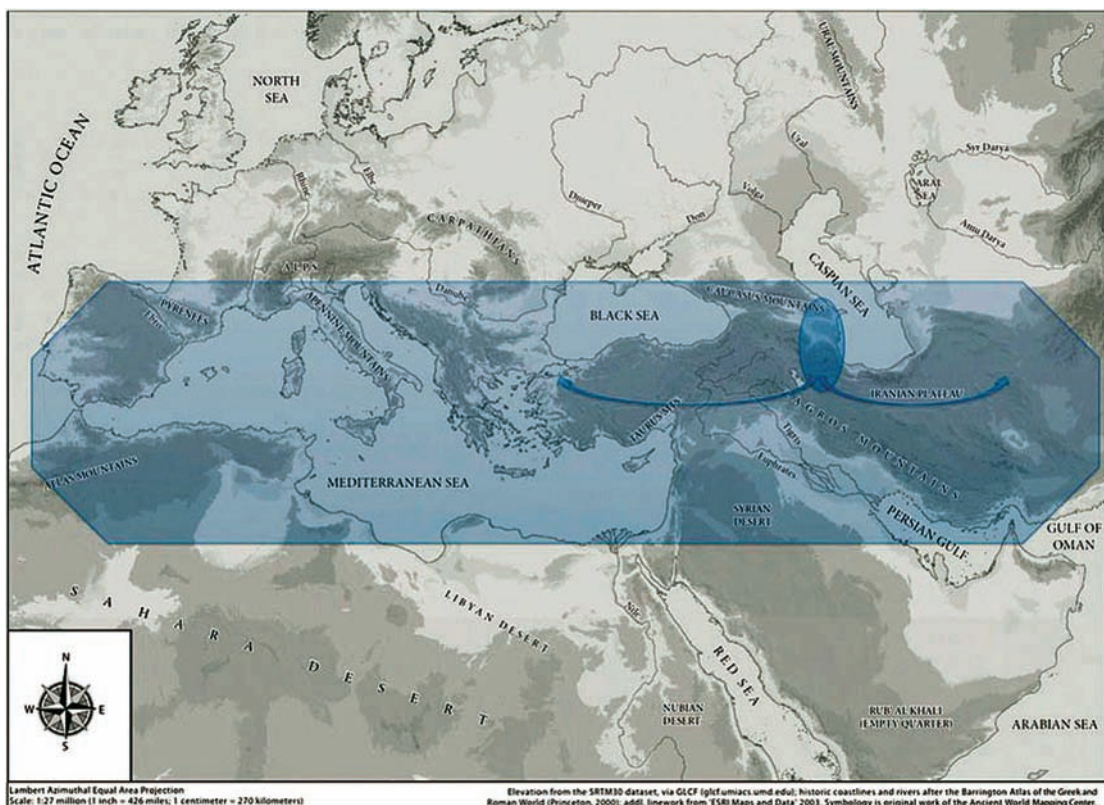 NORTH
SEA
ATLANTIC OCEAN
URAL MOUNTAINS
Ural
Volga
Syr Darya
ARAL
SEA
Amu Darya
Elbe
Rhine
Dnieper
Don
CARPATHIANS
ALPS
Danube
CASPIAN SEA
CAUCASUS MOUNTAINS
BLACK SEA
PYRENEES
Ebro
APENNINE MOUNTAINS
IRANIAN PLATEAU
TAURUS MTS
ZAGROS MOUNTAINS
Tigris
Euphrates
ATLAS MOUNTAINS
MEDITERRANEAN SEA
SYRIAN
DESERT
PERSIAN GULF
GULF OF
OMAN
SAHARA DESERT
LIBYAN DESERT
Nile
RED SEA
NUBIAN
DESERT
RUB' AL KHALI
(EMPTY QUARTER)
ARABIAN SEA
N
W E
S
Lambert Azimuthal Equal Area Projection
Scale: 1:27 million (1 inch = 426 miles; 1 centimeter = 270 kilometers)
Elevation from the SRTM30 dataset, via GLCF (glcf.umiacs.umd.edu); historic coastlines and rivers after the Barrington Atlas of the Greek and
Roman World (Princeton, 2000); addl. linework from 'ESRI Maps and Data' 2003. Symbology is original work of the Ancient World Mapping Center.